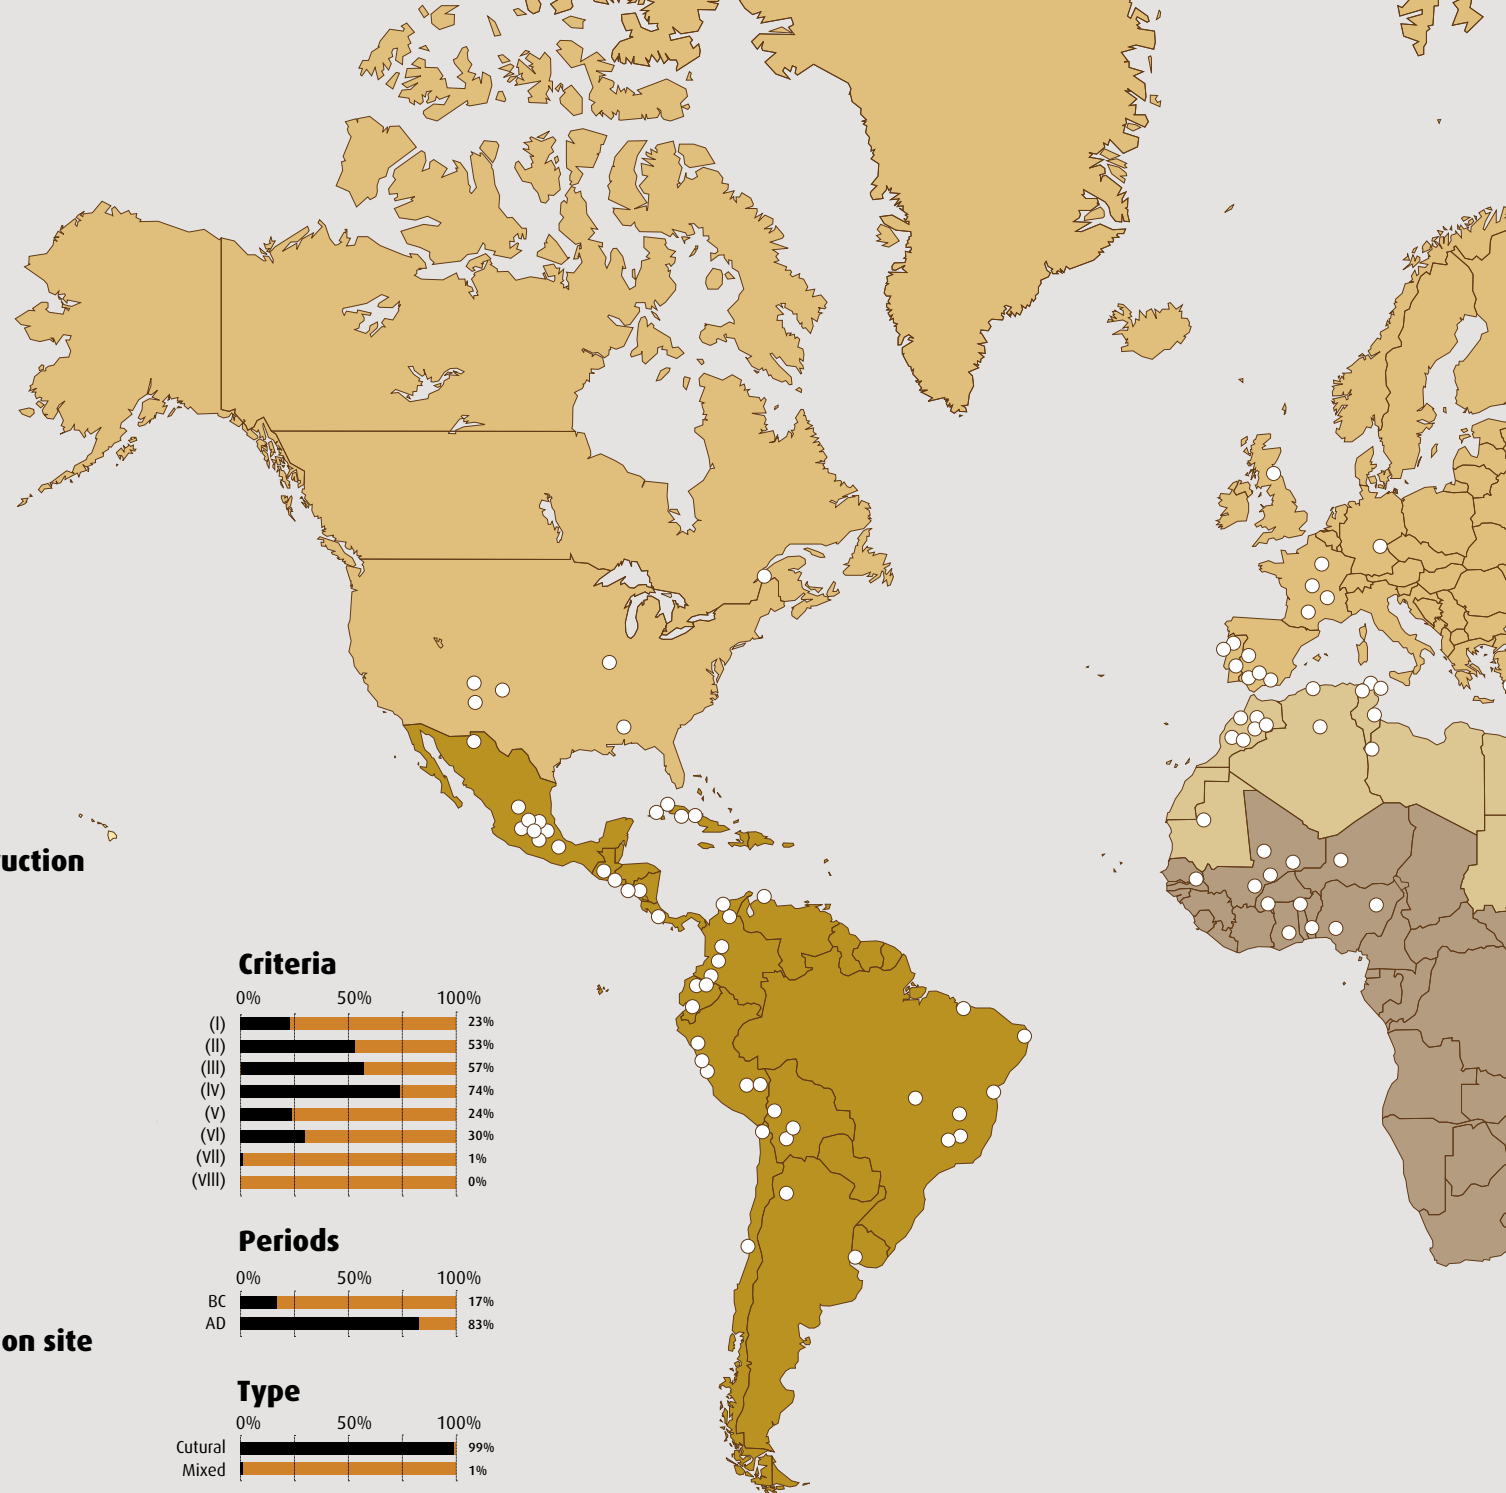 uction
on site
Criteria
0% 50% 100%
(I) 23%
(II) 53%
(III) 57%
(IV) 74%
(V) 24%
(VI) 30%
(VII) 1%
(VIII) 0%
Periods
0% 50% 100%
BC 17%
AD 83%
Type
0% 50% 100%
Cutural 99%
Mixed 1%